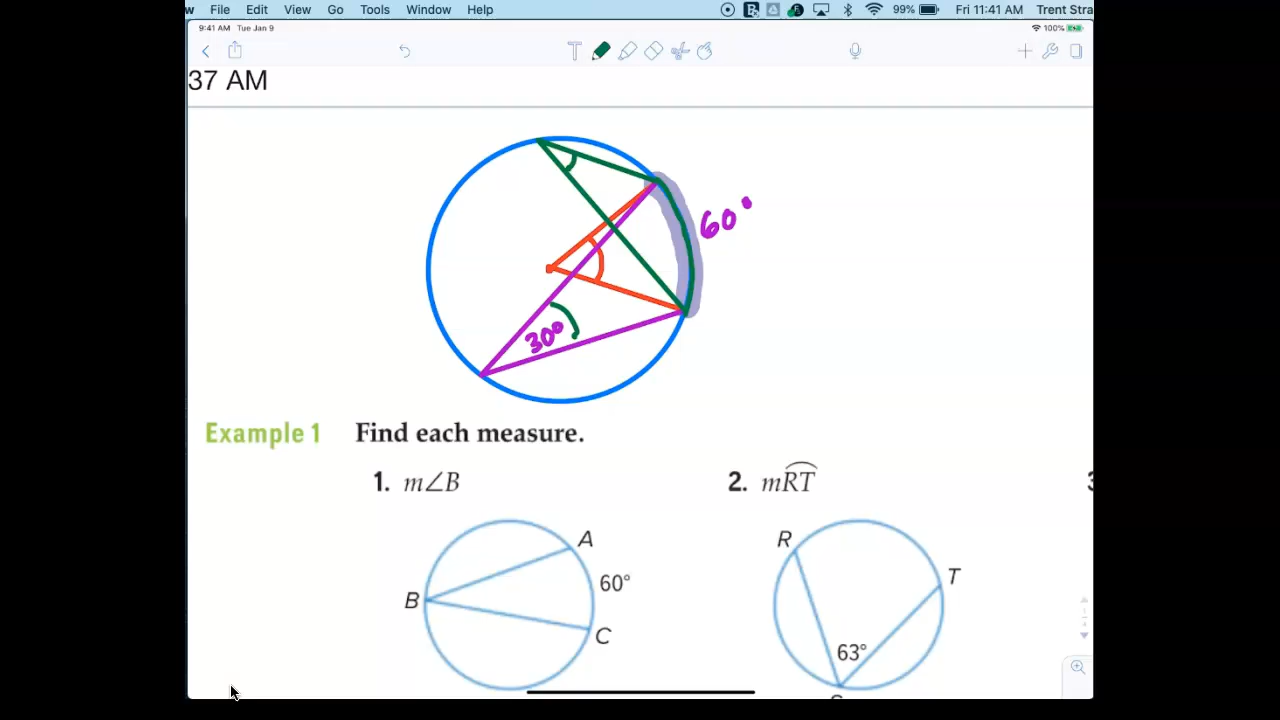 w File Edit View Go Tools Window Help 99% Fri 11:41 AM Trent Stra
9:41 AM Tue Jan 9 100%
T
37 AM
60°
30°
Example 1 Find each measure.
1. m∠B 2. mRT 3
A
60°
B
C
R
T
63°